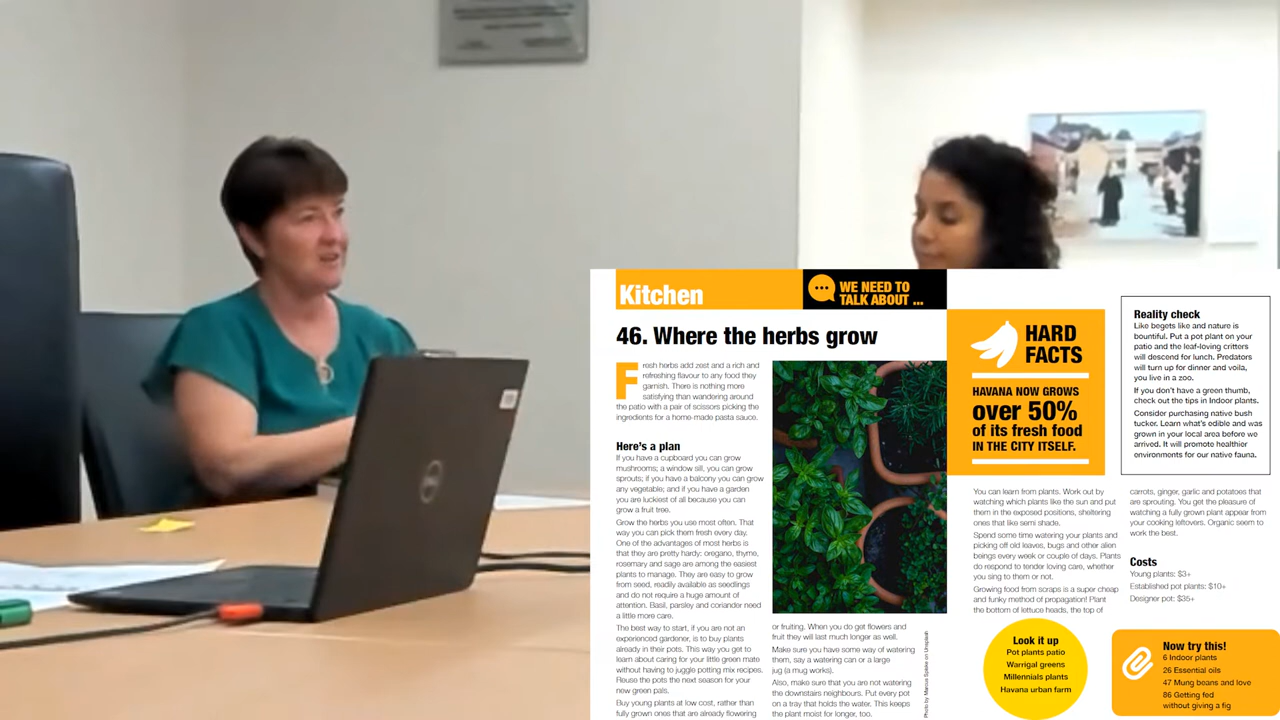 Kitchen
WE NEED TO
TALK ABOUT ...
46. Where the herbs grow
Fresh herbs add zest and a rich and
refreshing flavour to any food they
garnish. There is nothing more
satisfying than wandering around
the patio with a pair of scissors picking the
ingredients for a home-made pasta sauce.
Here's a plan
If you have a cupboard you can grow
mushrooms; a window sill, you can grow
sprouts; if you have a balcony you can grow
any vegetable; and if you have a garden
you are luckiest of all because you can
grow a fruit tree.
Grow the herbs you use most often. That
way you can pick them fresh every day.
One of the advantages of most herbs is
that they are pretty hardy: oregano, thyme,
rosemary and sage are among the easiest
plants to manage. They are easy to grow
from seed, readily available as seedlings
and do not require a huge amount of
attention. Basil, parsley and coriander need
a little more care.
The best way to start, if you are not an
experienced gardener, is to buy plants
already in their pots. This way you get to
learn about caring for your little green mate
without having to juggle potting mix recipes.
Reuse the pots the next season for your
new green pals.
Buy young plants at low cost, rather than
fully grown ones that are already flowering
or fruiting. When you do get flowers and
fruit they will last much longer as well.
Make sure you have some way of watering
them, say a watering can or a large
jug (a mug works).
Also, make sure that you are not watering
the downstairs neighbours. Put every pot
on a tray that holds the water. This keeps
the plant moist for longer, too.
Photo by Marcus Spiske on Unsplash
HARD
FACTS
HAVANA NOW GROWS
over 50%
of its fresh food
IN THE CITY ITSELF.
You can learn from plants. Work out by
watching which plants like the sun and put
them in the exposed positions, sheltering
ones that like semi shade.
Spend some time watering your plants and
picking off old leaves, bugs and other alien
beings every week or couple of days. Plants
do respond to tender loving care, whether
you sing to them or not.
Growing food from scraps is a super cheap
and funky method of propagation! Plant
the bottom of lettuce heads, the top of
carrots, ginger, garlic and potatoes that
are sprouting. You get the pleasure of
watching a fully grown plant appear from
your cooking leftovers. Organic seem to
work the best.
Reality check
Like begets like and nature is
bountiful. Put a pot plant on your
patio and the leaf-loving critters
will descend for lunch. Predators
will turn up for dinner and voila,
you live in a zoo.
If you don't have a green thumb,
check out the tips in Indoor plants.
Consider purchasing native bush
tucker. Learn what's edible and was
grown in your local area before we
arrived. It will promote healthier
environments for our native fauna.
Costs
Young plants: $3+
Established pot plants: $10+
Designer pot: $35+
Look it up
Pot plants patio
Warrigal greens
Millennials plants
Havana urban farm
Now try this!
6 Indoor plants
26 Essential oils
47 Mung beans and love
86 Getting fed
without giving a fig
DELL